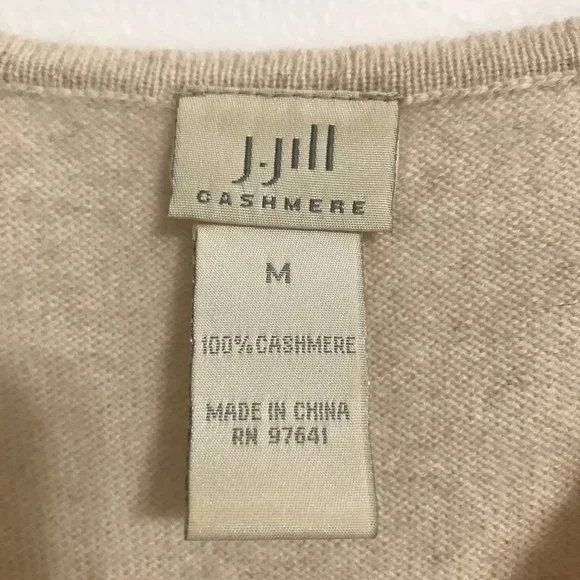 J.Jill
CASHMERE
M
100% CASHMERE
MADE IN CHINA
RN 97641